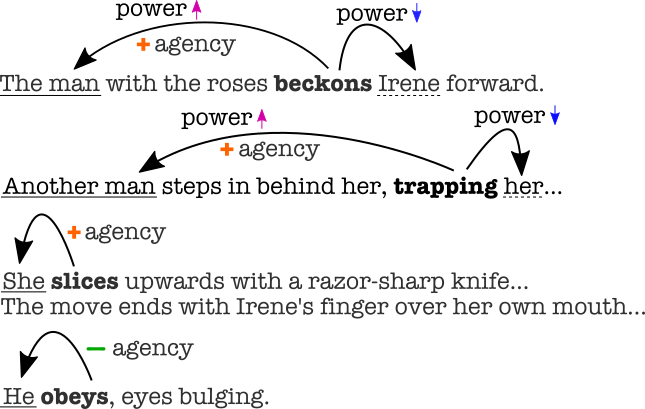 power↑ power↓
+ agency
The man with the roses beckons Irene forward.
power↑ power↓
+ agency
Another man steps in behind her, trapping her...
+ agency
She slices upwards with a razor-sharp knife...
The move ends with Irene's finger over her own mouth...
− agency
He obeys, eyes bulging.